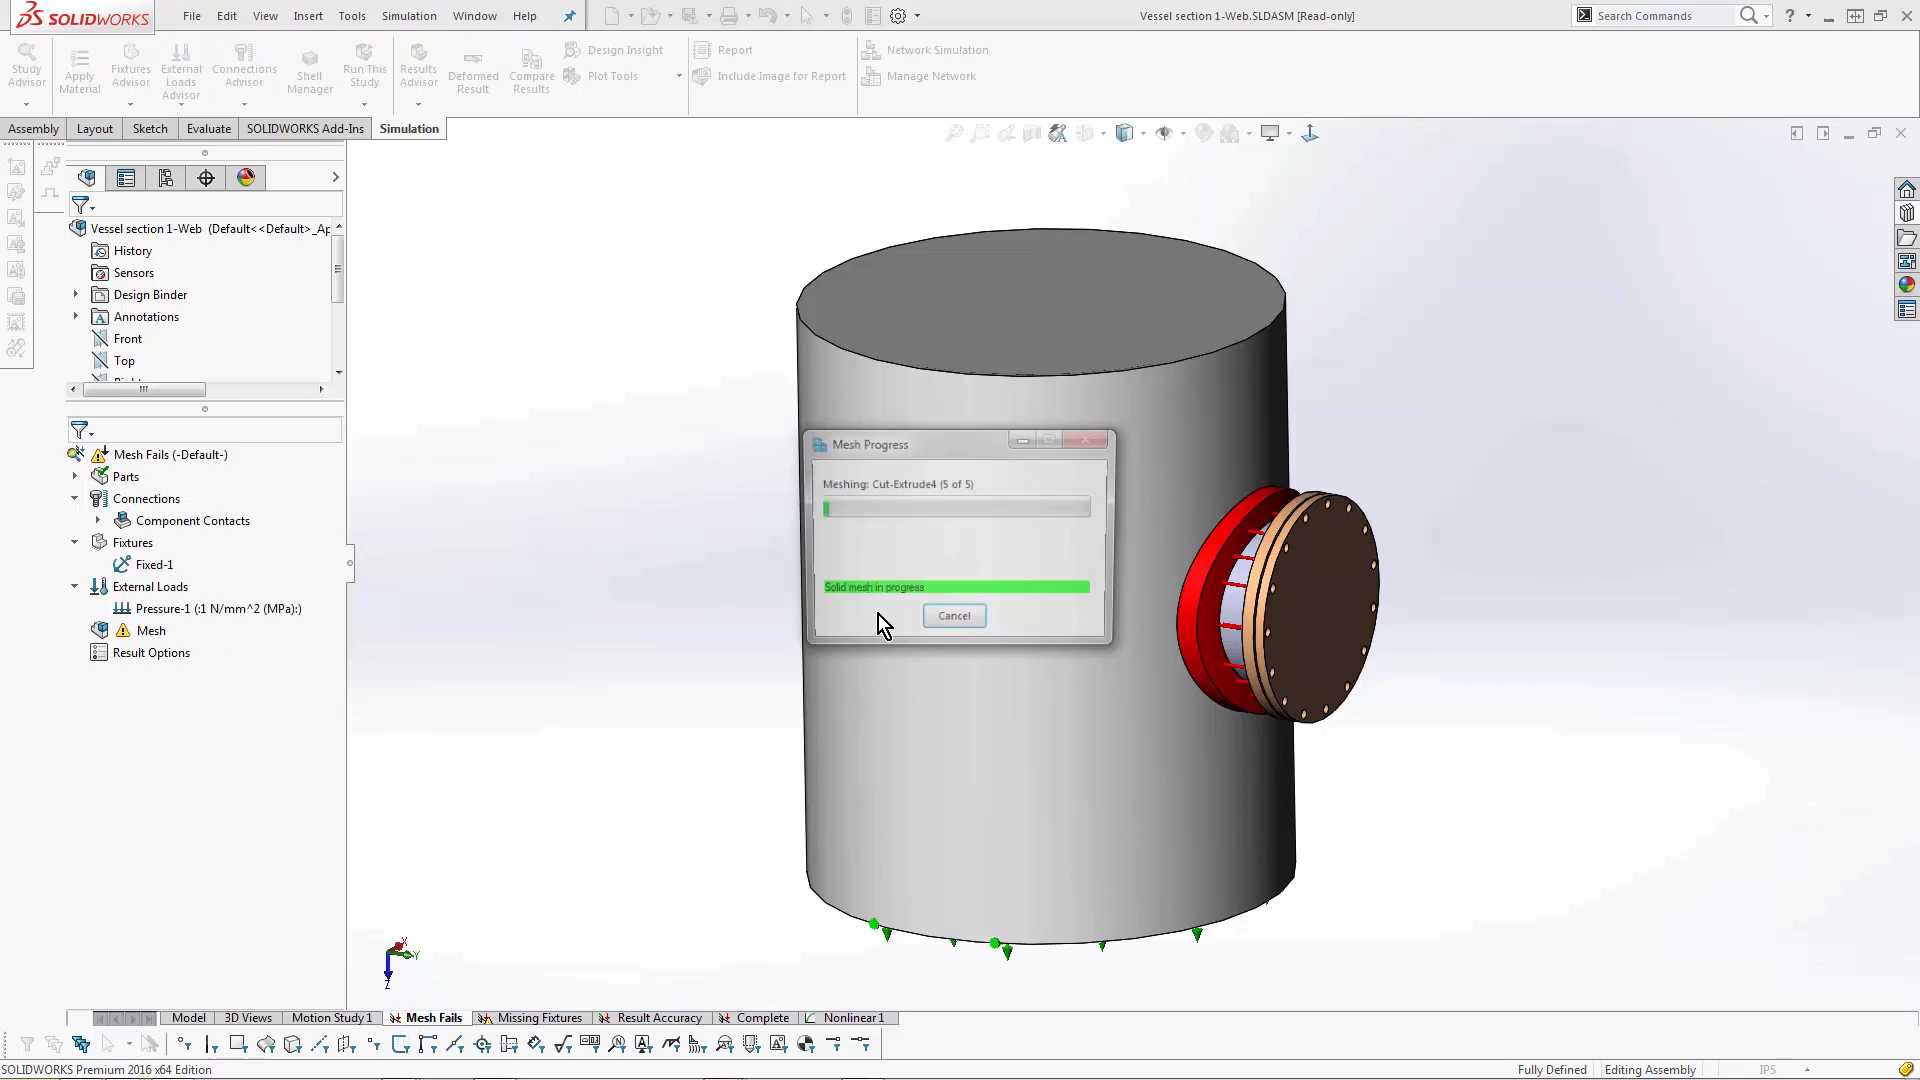 SOLIDWORKS
File Edit View Insert Tools Simulation Window Help
Vessel section 1-Web.SLDASM [Read-only]
Search Commands
Study Advisor
Apply Material
Fixtures Advisor
External Loads Advisor
Connections Advisor
Shell Manager
Run This Study
Results Advisor
Deformed Result
Compare Results
Design Insight
Plot Tools
Report
Include Image for Report
Network Simulation
Manage Network
Assembly Layout Sketch Evaluate SOLIDWORKS Add-Ins Simulation
Vessel section 1-Web (Default<<Default>_Ap
History
Sensors
Design Binder
Annotations
Front
Top
Mesh Fails (-Default-)
Parts
Connections
Component Contacts
Fixtures
Fixed-1
External Loads
Pressure-1 (:1 N/mm^2 (MPa):)
Mesh
Result Options
Mesh Progress
Meshing: Cut-Extrude4 (5 of 5)
Solid mesh in progress
Cancel
X
Y
Z
Model 3D Views Motion Study 1 Mesh Fails Missing Fixtures Result Accuracy Complete Nonlinear 1
SOLIDWORKS Premium 2016 x64 Edition
Fully Defined Editing Assembly IPS